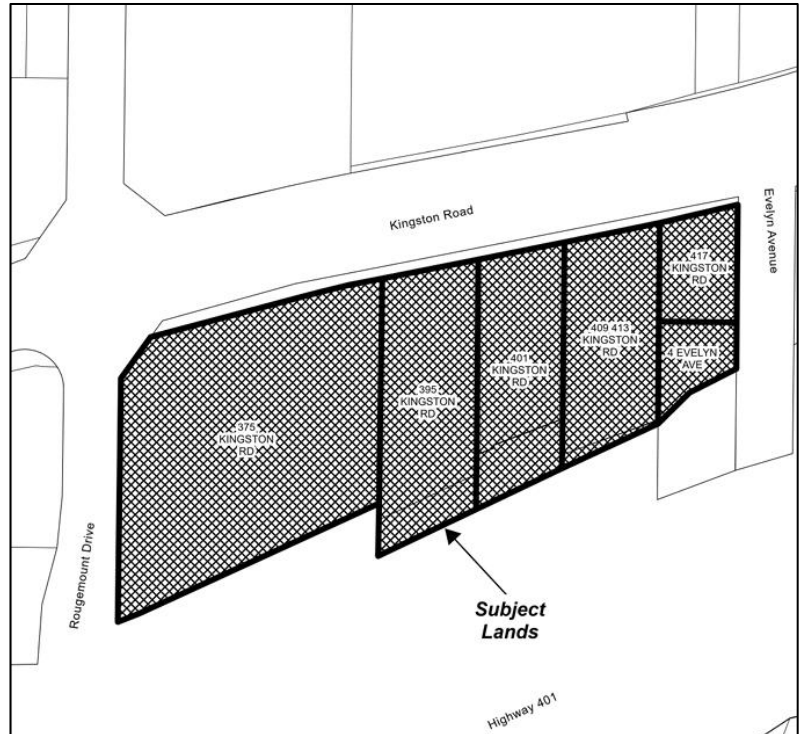 Kingston Road
Evelyn Avenue
417
KINGSTON
RD
409 413
KINGSTON
RD
4 EVELYN
AVE
401
KINGSTON
RD
395
KINGSTON
RD
375
KINGSTON
RD
Rougemount Drive
Subject
Lands
Highway 401